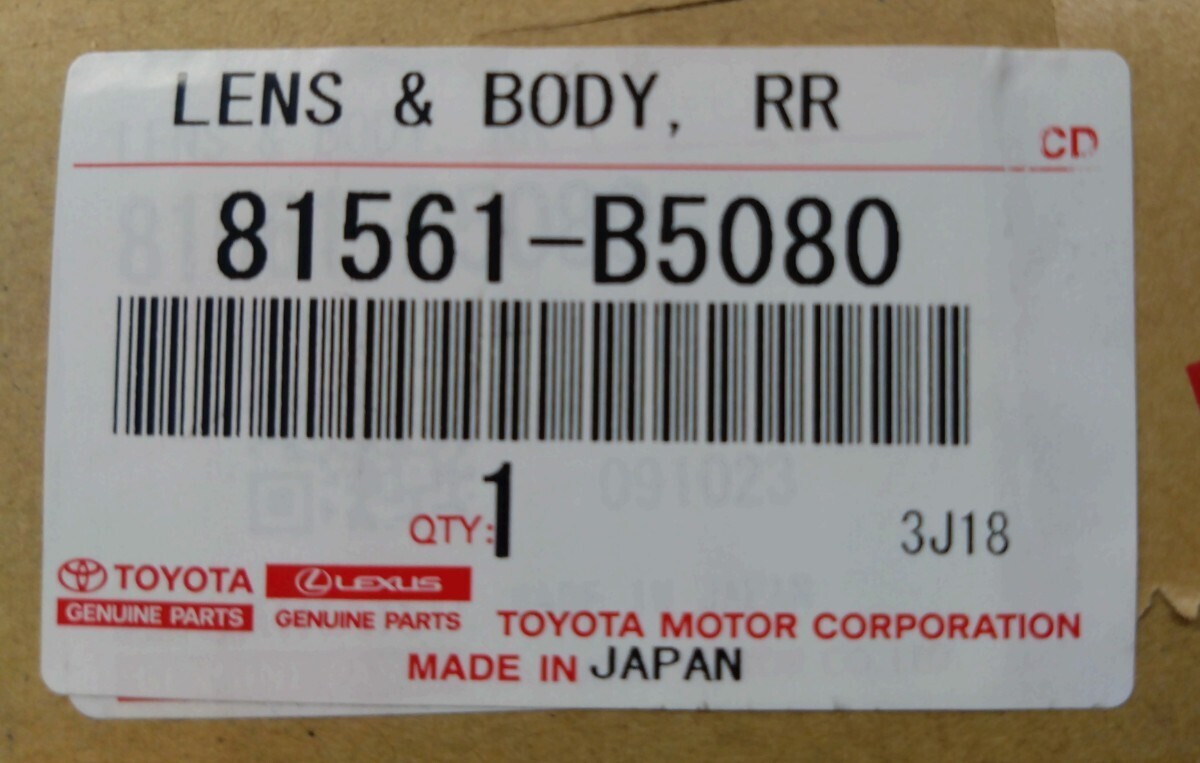 LENS & BODY, RR
CD
81561-B5080
091023
QTY:1
3J18
TOYOTA LEXUS
GENUINE PARTS GENUINE PARTS
TOYOTA MOTOR CORPORATION
MADE IN JAPAN